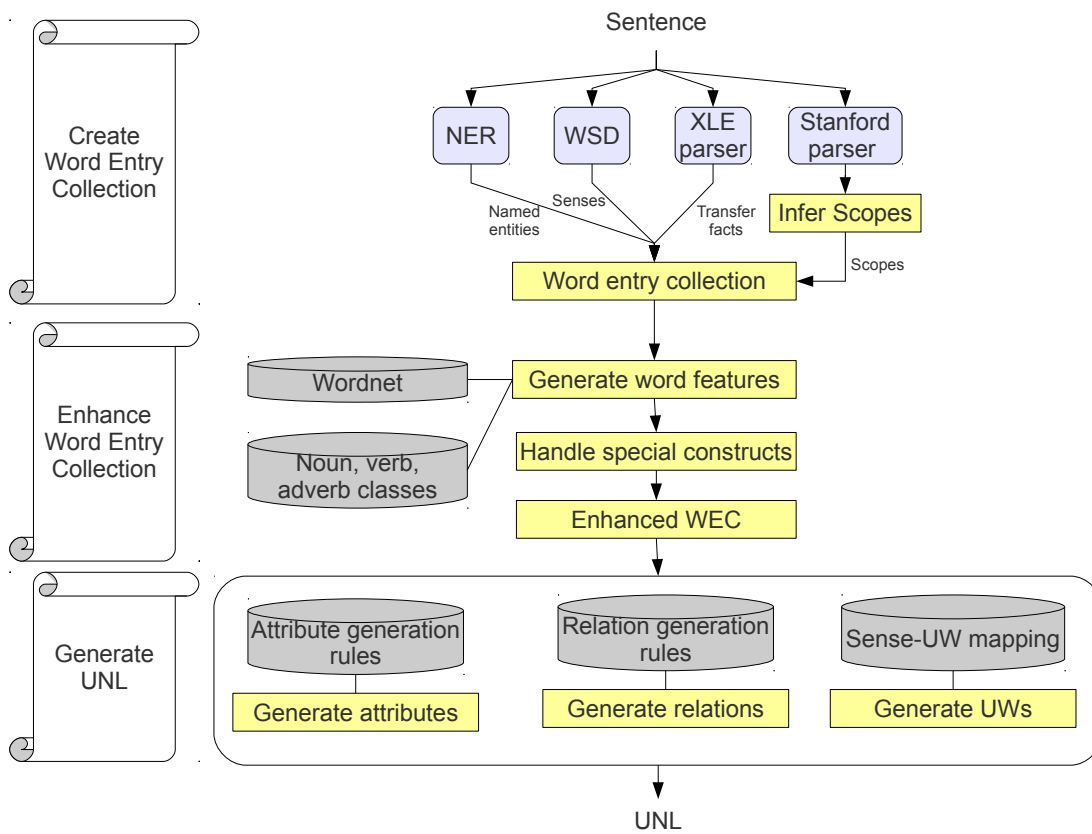 Sentence
NER
WSD
XLE
parser
Stanford
parser
Create
Word Entry
Collection
Named
entities
Senses
Transfer
facts
Infer Scopes
Scopes
Word entry collection
Enhance
Word Entry
Collection
Wordnet
Generate word features
Noun, verb,
adverb classes
Handle special constructs
Enhanced WEC
Generate
UNL
Attribute generation
rules
Relation generation
rules
Sense-UW mapping
Generate attributes
Generate relations
Generate UWs
UNL